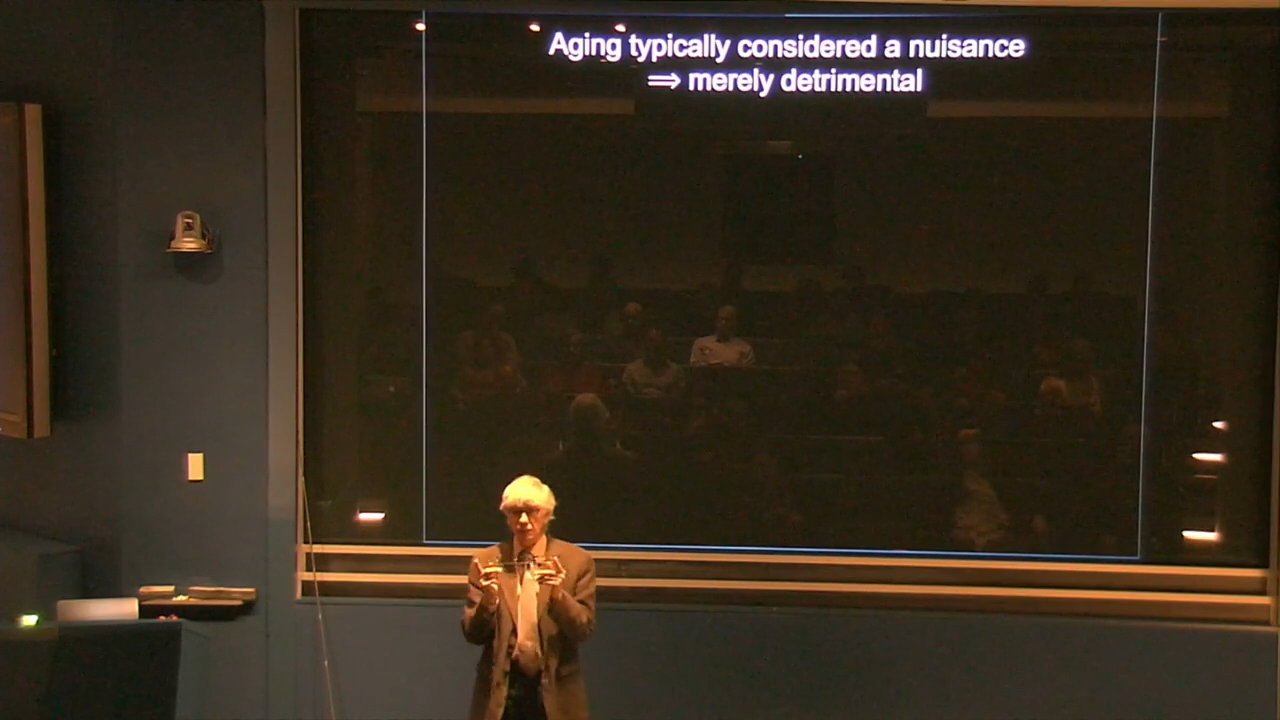 Aging typically considered a nuisance
⟹ merely detrimental